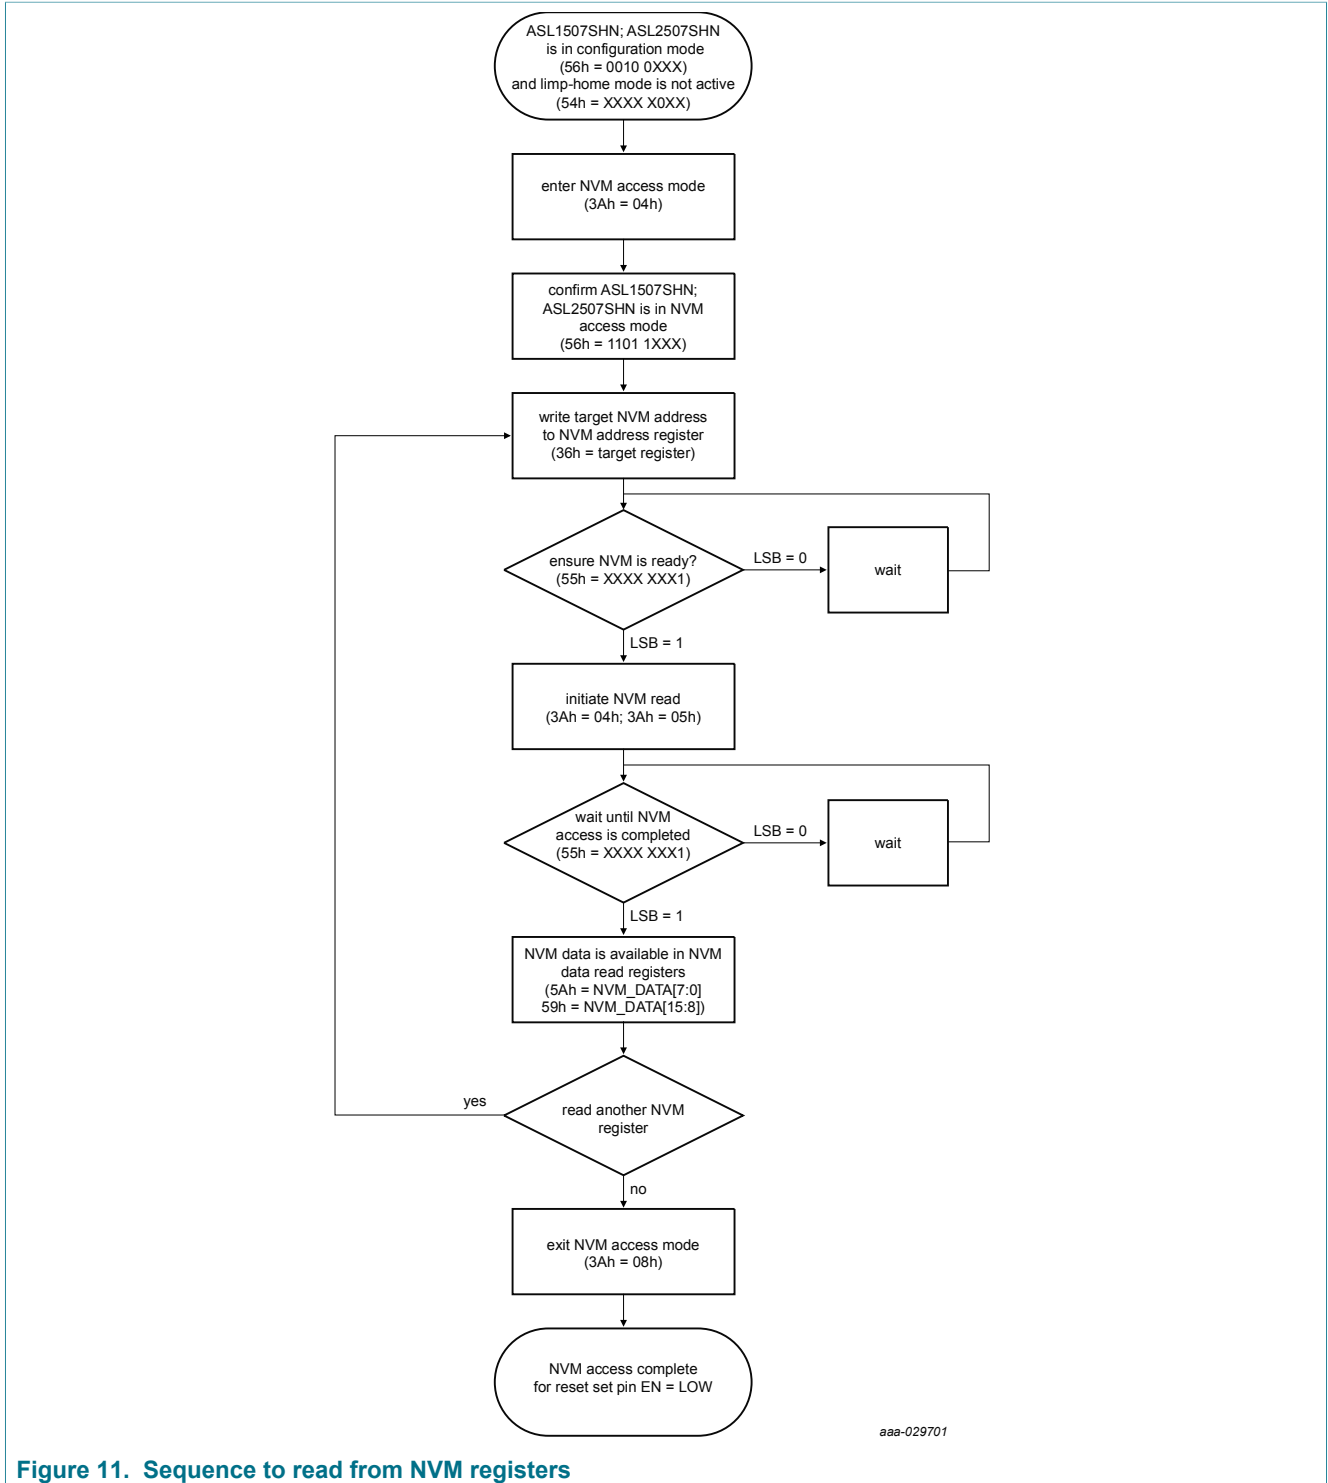 ASL1507SHN; ASL2507SHN
is in configuration mode
(56h = 0010 0XXX)
and limp-home mode is not active
(54h = XXXX X0XX)
enter NVM access mode
(3Ah = 04h)
confirm ASL1507SHN;
ASL2507SHN is in NVM
access mode
(56h = 1101 1XXX)
write target NVM address
to NVM address register
(36h = target register)
ensure NVM is ready?
(55h = XXXX XXX1)
LSB = 0
wait
LSB = 1
initiate NVM read
(3Ah = 04h; 3Ah = 05h)
wait until NVM
access is completed
(55h = XXXX XXX1)
LSB = 0
wait
LSB = 1
NVM data is available in NVM
data read registers
(5Ah = NVM_DATA[7:0]
59h = NVM_DATA[15:8])
yes
read another NVM
register
no
exit NVM access mode
(3Ah = 08h)
NVM access complete
for reset set pin EN = LOW
aaa-029701
Figure 11. Sequence to read from NVM registers